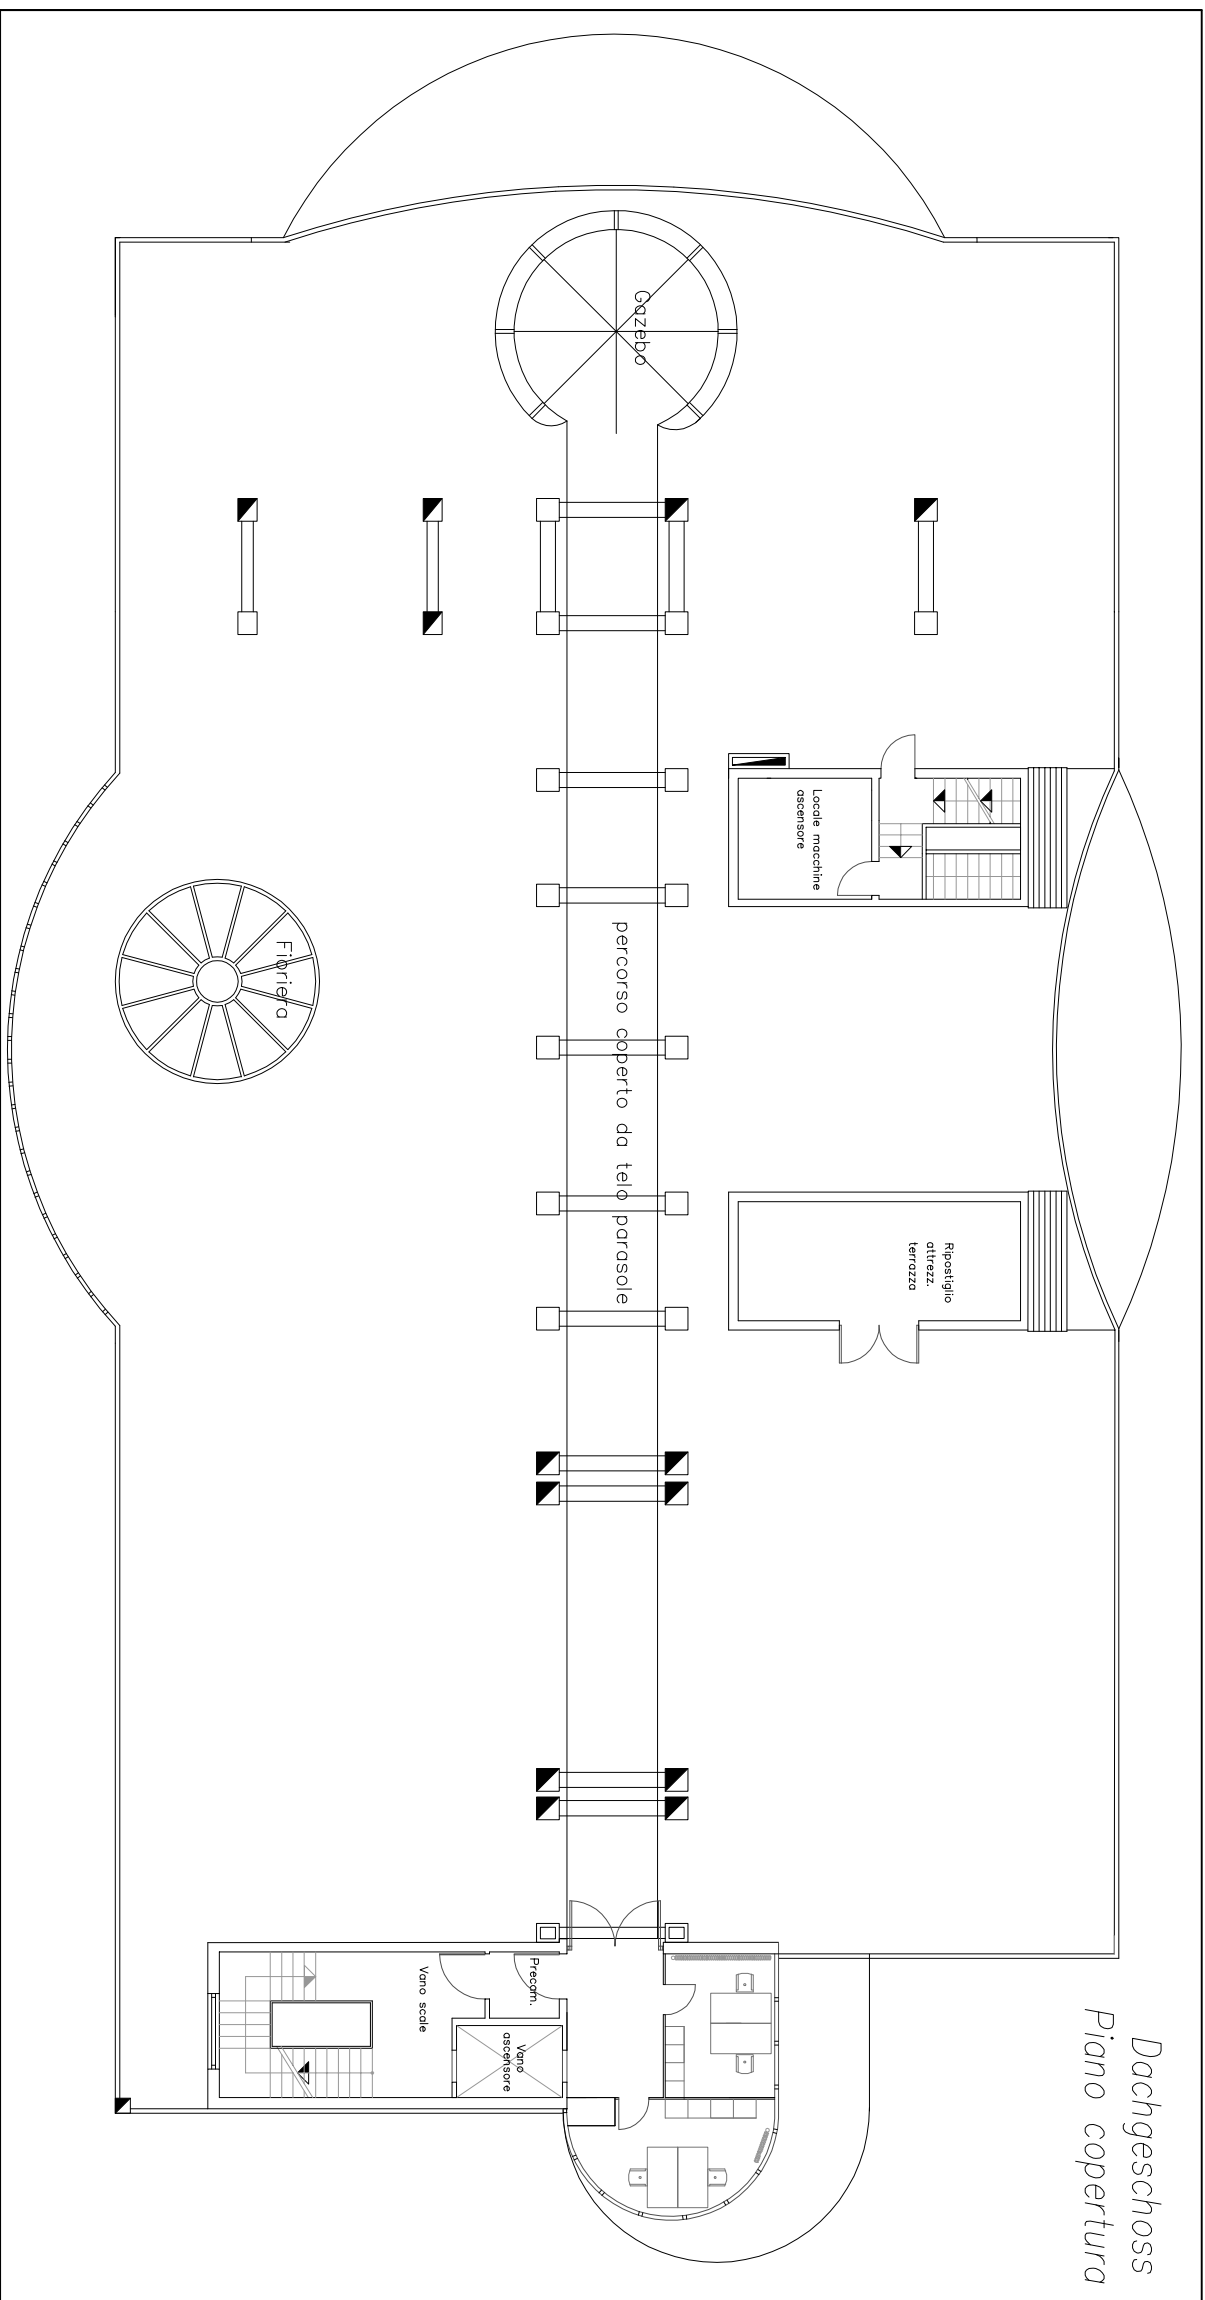 Dachgeschoss
Piano copertura
Gazebo
Locale macchine
ascensore
percorso coperto da telo parasole
Fioriera
Ripostiglio
attrezz.
terrazza
Precam.
Vano scale
Vano
ascensore